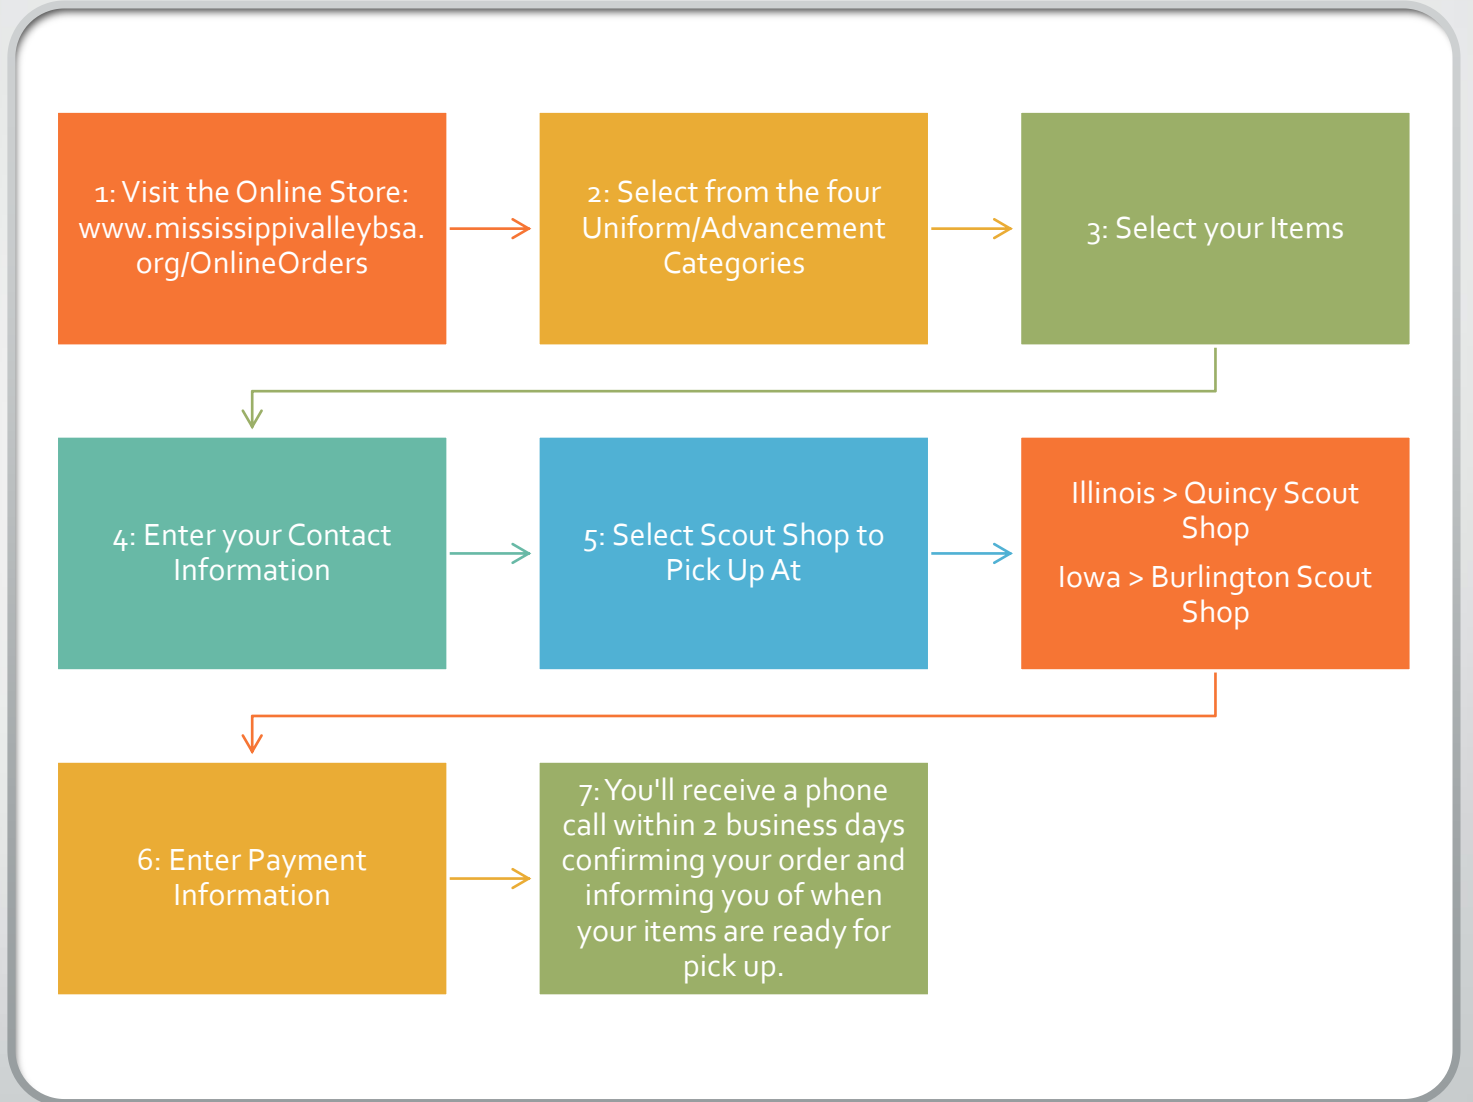 1: Visit the Online Store:
www.mississippivalleybsa.
org/OnlineOrders
2: Select from the four
Uniform/Advancement
Categories
3: Select your Items
4: Enter your Contact
Information
5: Select Scout Shop to
Pick Up At
Illinois > Quincy Scout
Shop
Iowa > Burlington Scout
Shop
6: Enter Payment
Information
7: You'll receive a phone
call within 2 business days
confirming your order and
informing you of when
your items are ready for
pick up.